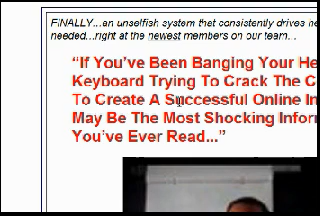 FINALLY...an unselfish system that consistently drives
needed...right at the newest members on our team. .
"If You've Been Banging Your
Keyboard Trying To Crack The
To Create A Successful Online
May Be The Most Shocking
You've Ever Read..."